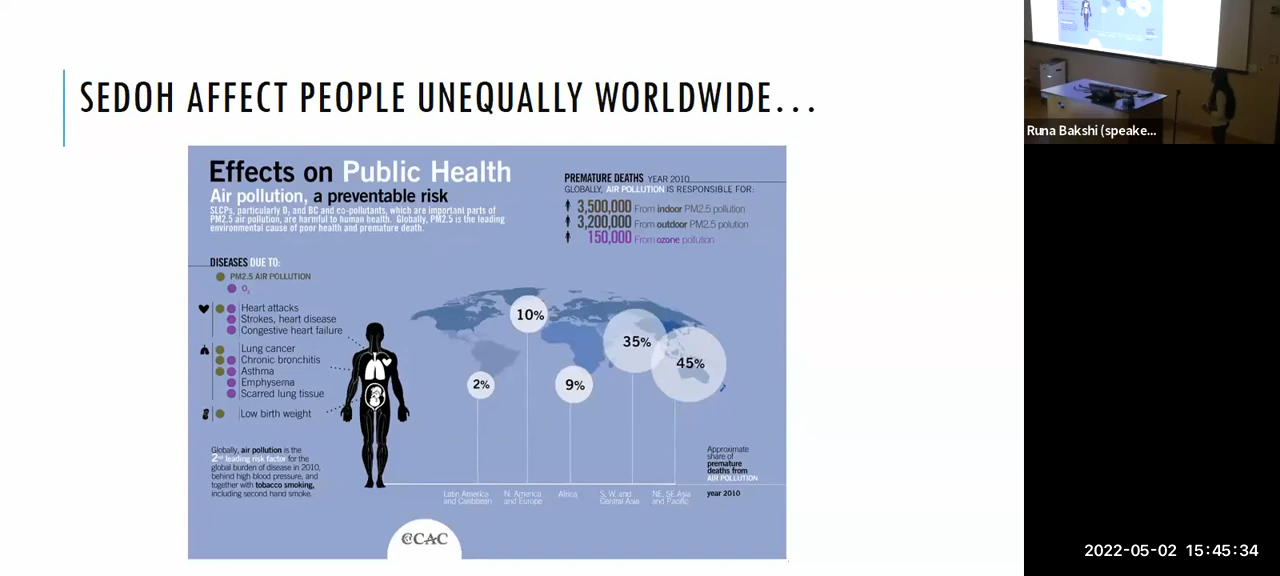 SEDOH AFFECT PEOPLE UNEQUALLY WORLDWIDE...
Effects on Public Health
Air pollution, a preventable risk
SLCPs, particularly O₃ and BC and co-pollutants, which are important parts of
PM2.5 air pollution, are harmful to human health. Globally, PM2.5 is the leading
environmental cause of poor health and premature death.
PREMATURE DEATHS YEAR 2010
GLOBALLY, AIR POLLUTION IS RESPONSIBLE FOR:
3,500,000 From indoor PM2.5 pollution
3,200,000 From outdoor PM2.5 polution
150,000 From ozone pollution
DISEASES DUE TO:
PM2.5 AIR POLLUTION
O₃
Heart attacks
Strokes, heart disease
Congestive heart failure
Lung cancer
Chronic bronchitis
Asthma
Emphysema
Scarred lung tissue
Low birth weight
10%
35%
45%
2%
9%
Globally, air pollution is the
2nd leading risk factor for the
global burden of disease in 2010,
behind high blood pressure, and
together with tobacco smoking,
including second hand smoke.
Latin America
and Caribbean
N. America
and Europe
Africa
S, W. and
Central Asia
NE, SE Asia
and Pacific
Approximate
share of
premature
deaths from
AIR POLLUTION
year 2010
CAC
Runa Bakshi (speake...
2022-05-02 15:45:34